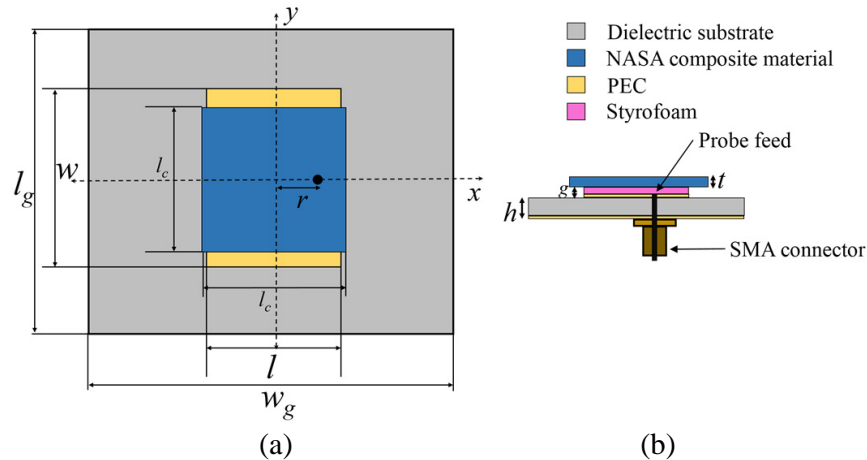 y
x
l_g
w
l_c
r
l_c
l
w_g
(a)
Dielectric substrate
NASA composite material
PEC
Styrofoam
Probe feed
g
t
h
SMA connector
(b)